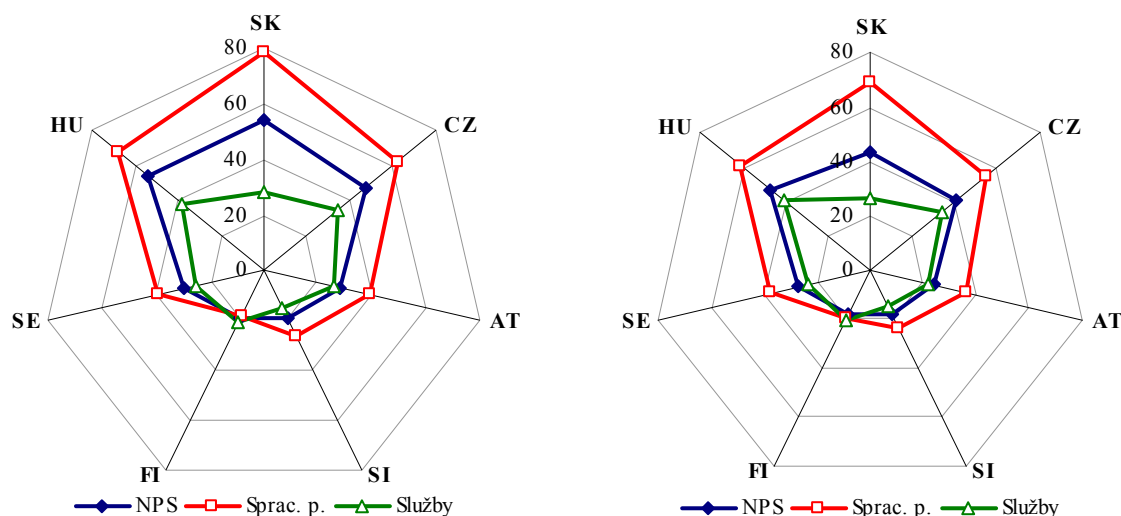 SK
80
60
40
20
0
HU
CZ
SE
AT
FI
SI
NPS Sprac. p. Služby
SK
80
60
40
20
0
HU
CZ
SE
AT
FI
SI
NPS Sprac. p. Služby